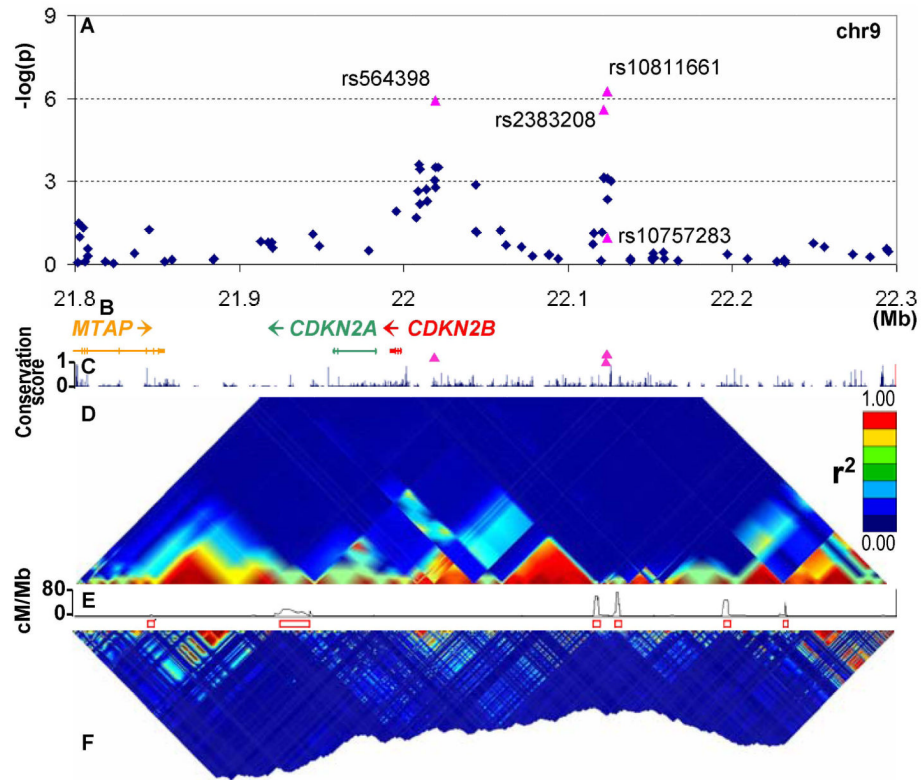 9
A
chr9
-log(p)
rs10811661
rs564398
6
rs2383208
3
rs10757283
0
21.8
21.9
22
22.1
22.2
22.3
(Mb)
B
MTAP → ← CDKN2A ← CDKN2B
Conservation
score
1
0
C
D
1.00
r²
0.00
cM/Mb
80
0
E
F